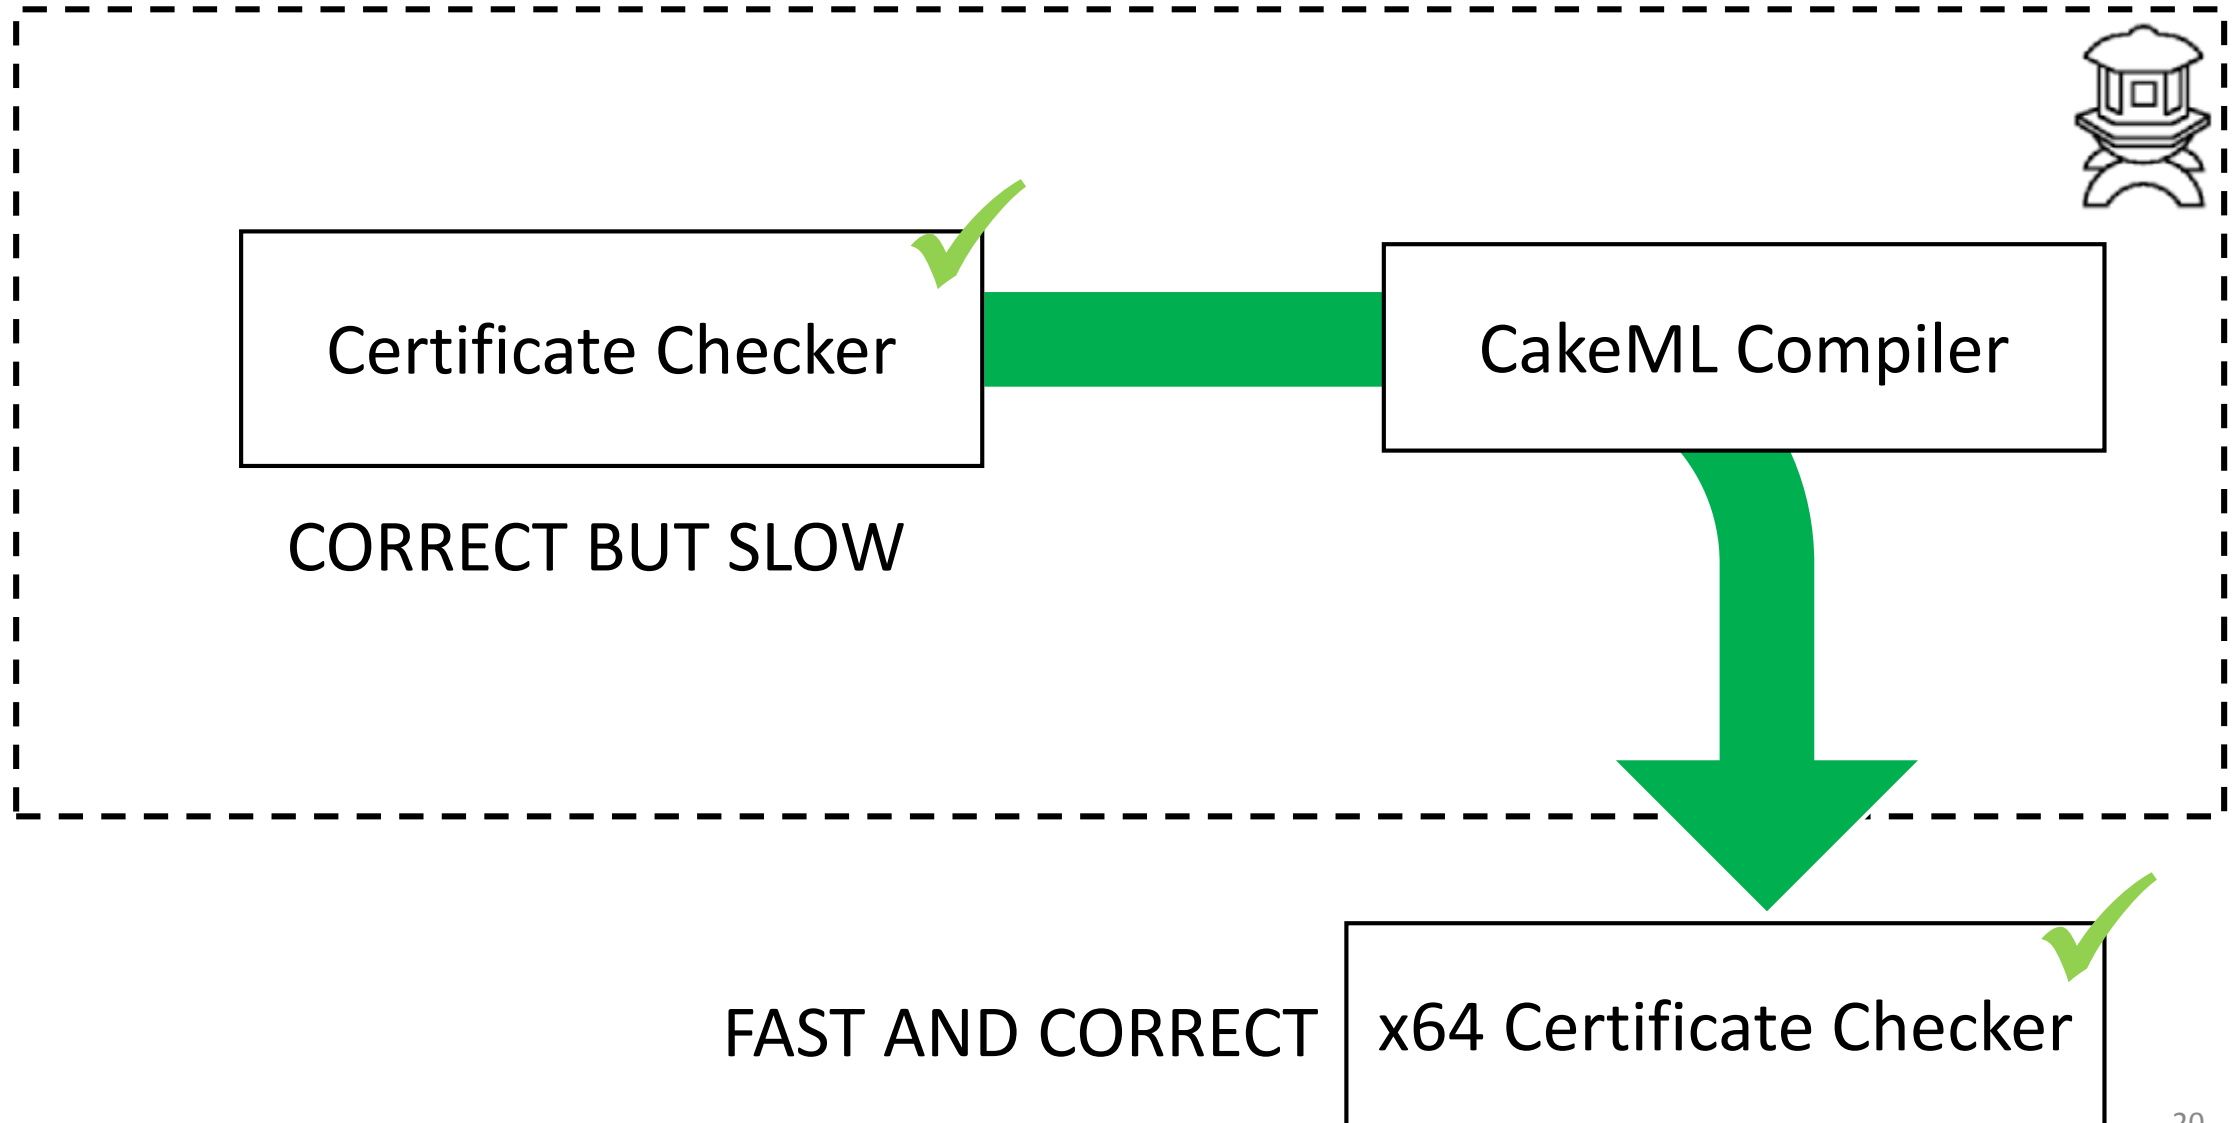 Certificate Checker
CakeML Compiler
CORRECT BUT SLOW
FAST AND CORRECT
x64 Certificate Checker